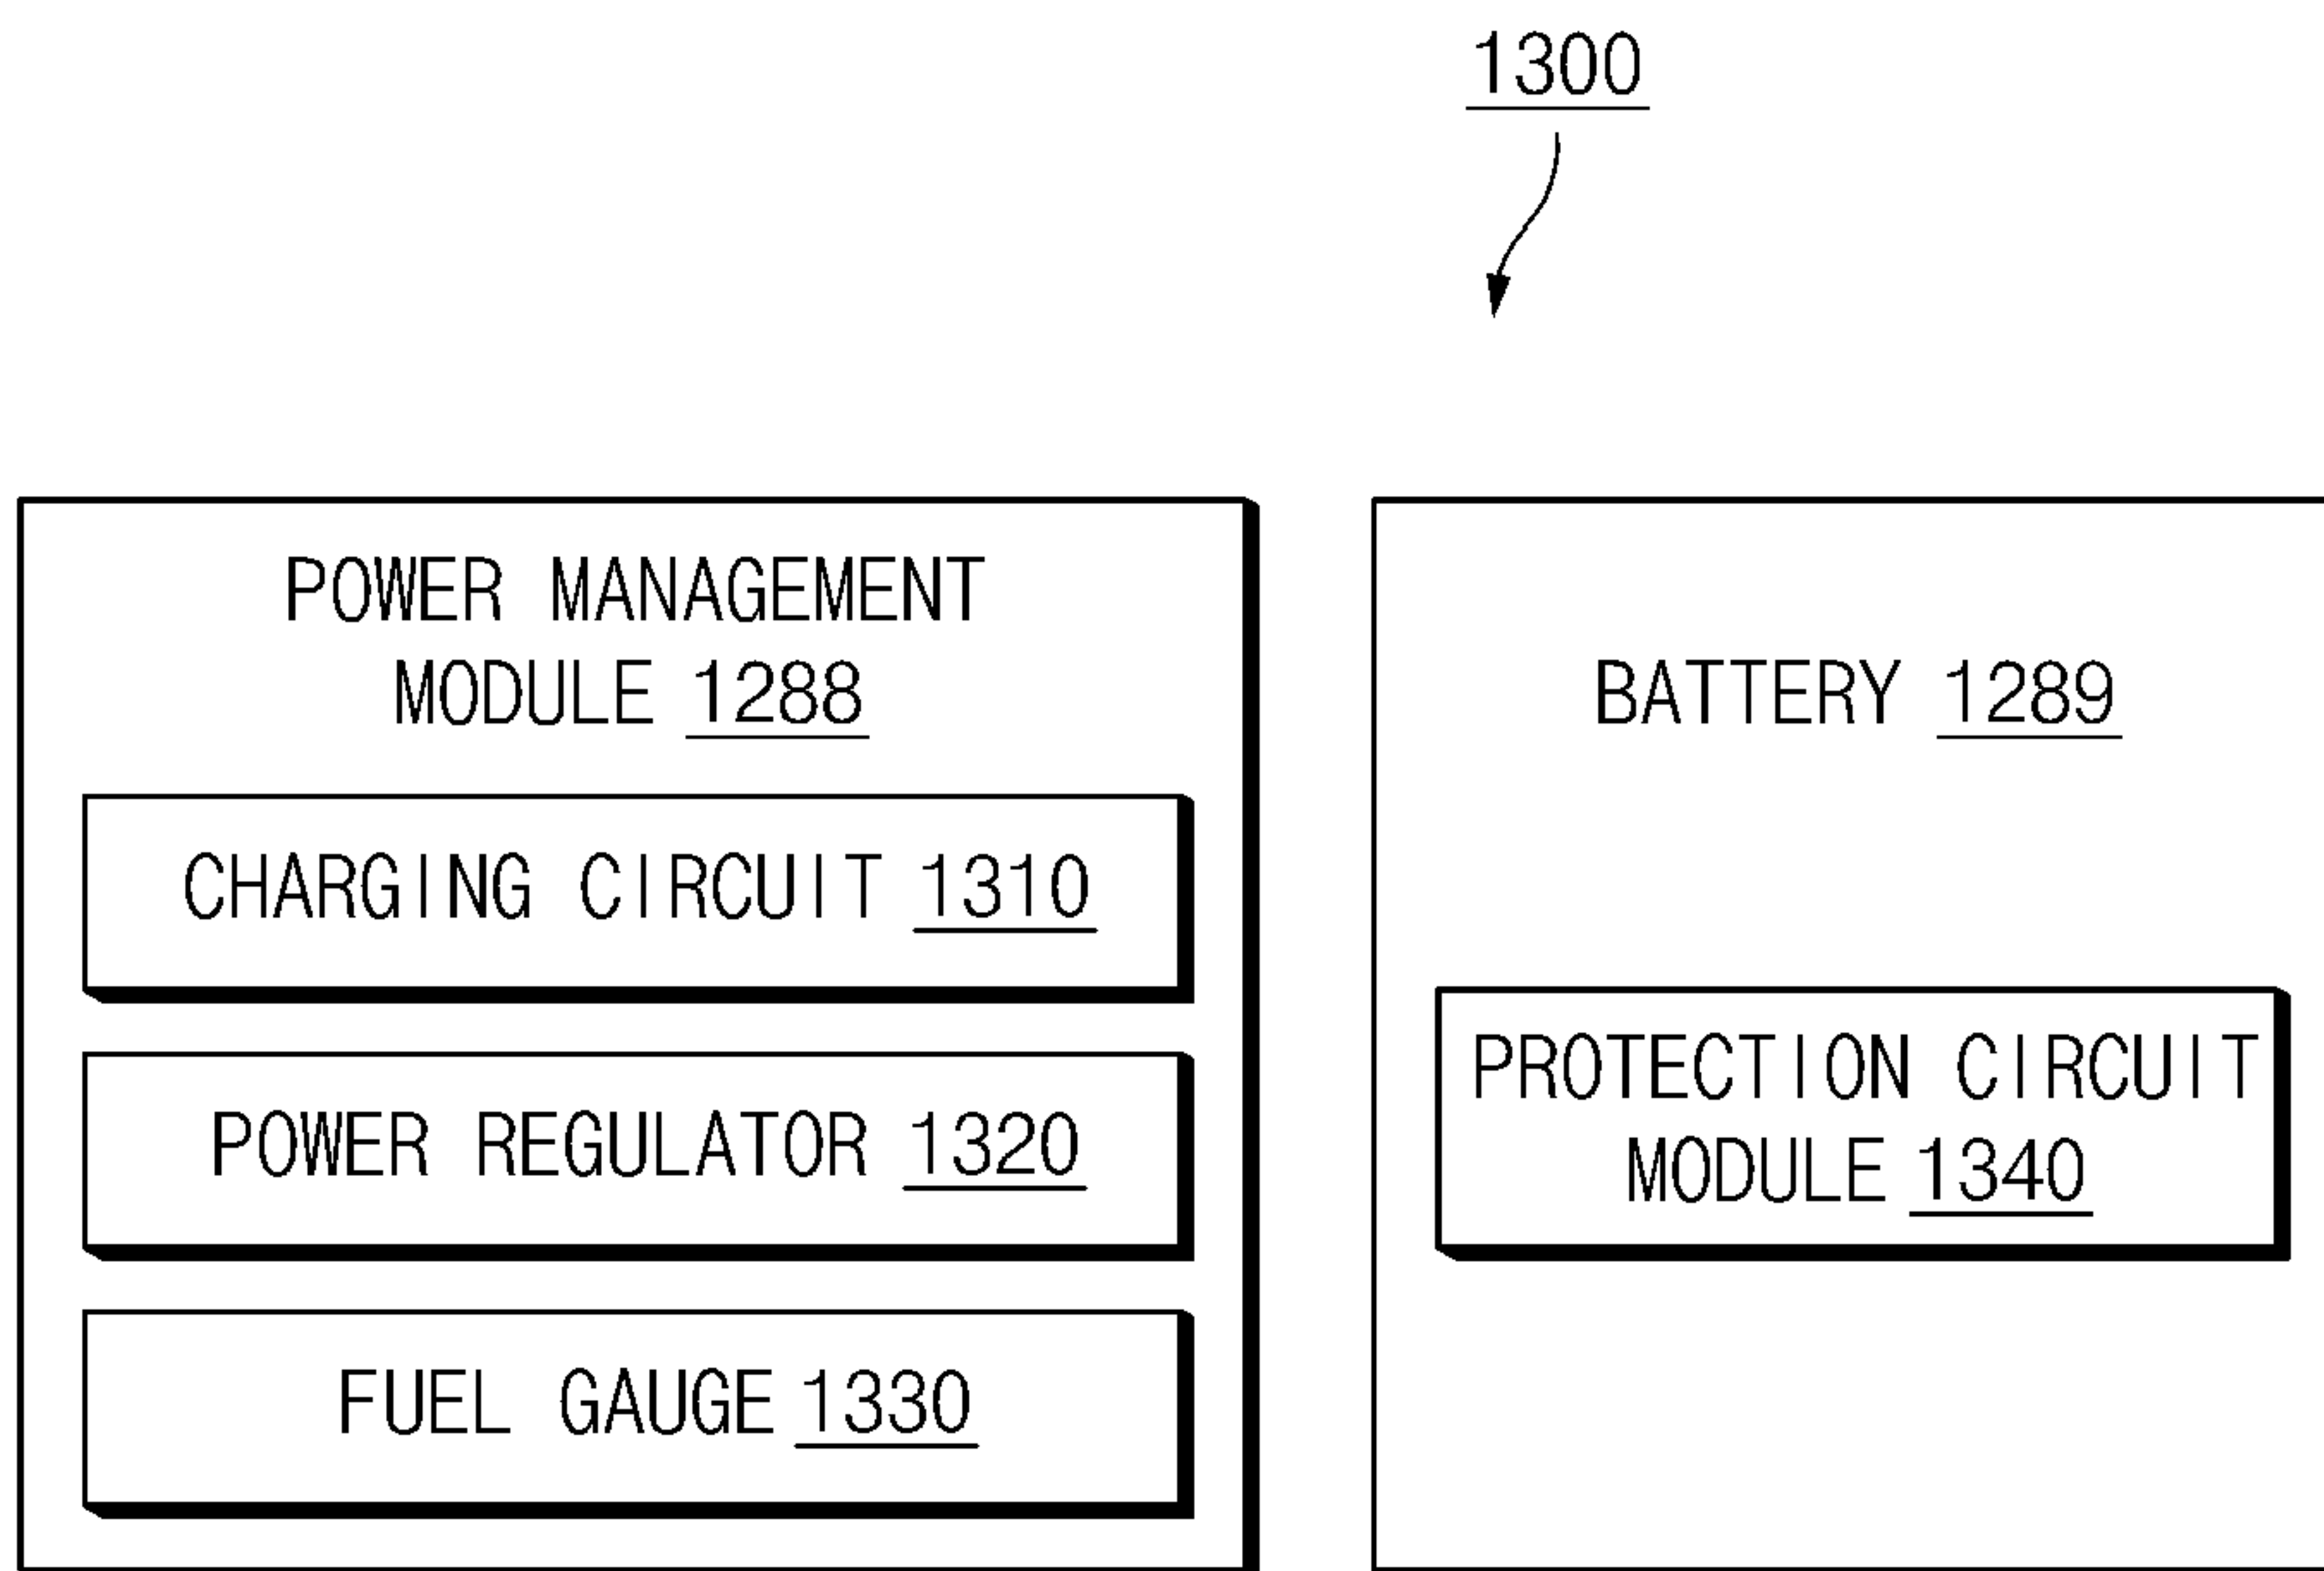 1300
POWER MANAGEMENT
MODULE 1288
CHARGING CIRCUIT 1310
POWER REGULATOR 1320
FUEL GAUGE 1330
BATTERY 1289
PROTECTION CIRCUIT
MODULE 1340